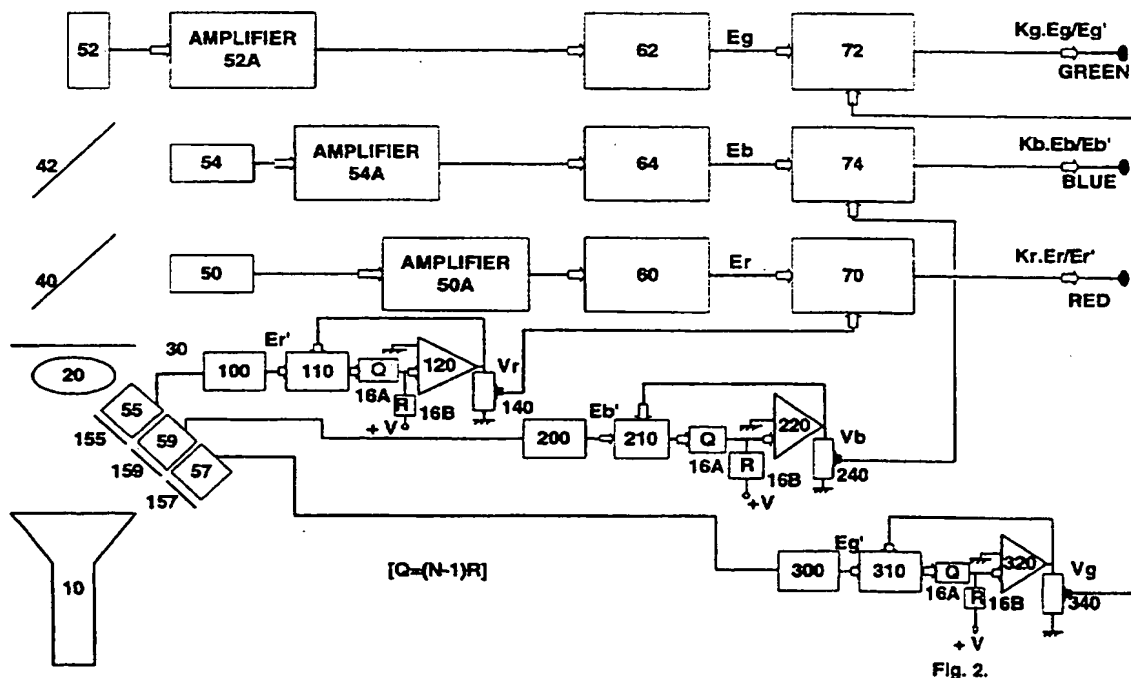 52
AMPLIFIER
52A
62
Eg
72
Kg.Eg/Eg'
GREEN
42
54
AMPLIFIER
54A
64
Eb
74
Kb.Eb/Eb'
BLUE
40
50
AMPLIFIER
50A
60
Er
70
Kr.Er/Er'
RED
20
30
100
Er'
110
Q
16A
R
16B
+V
120
Vr
140
55
59
57
155
159
157
200
Eb'
210
Q
16A
R
16B
+V
220
Vb
240
10
[Q=(N-1)R]
300
Eg'
310
Q
16A
R
16B
+ V
320
Vg
340
Fig. 2.